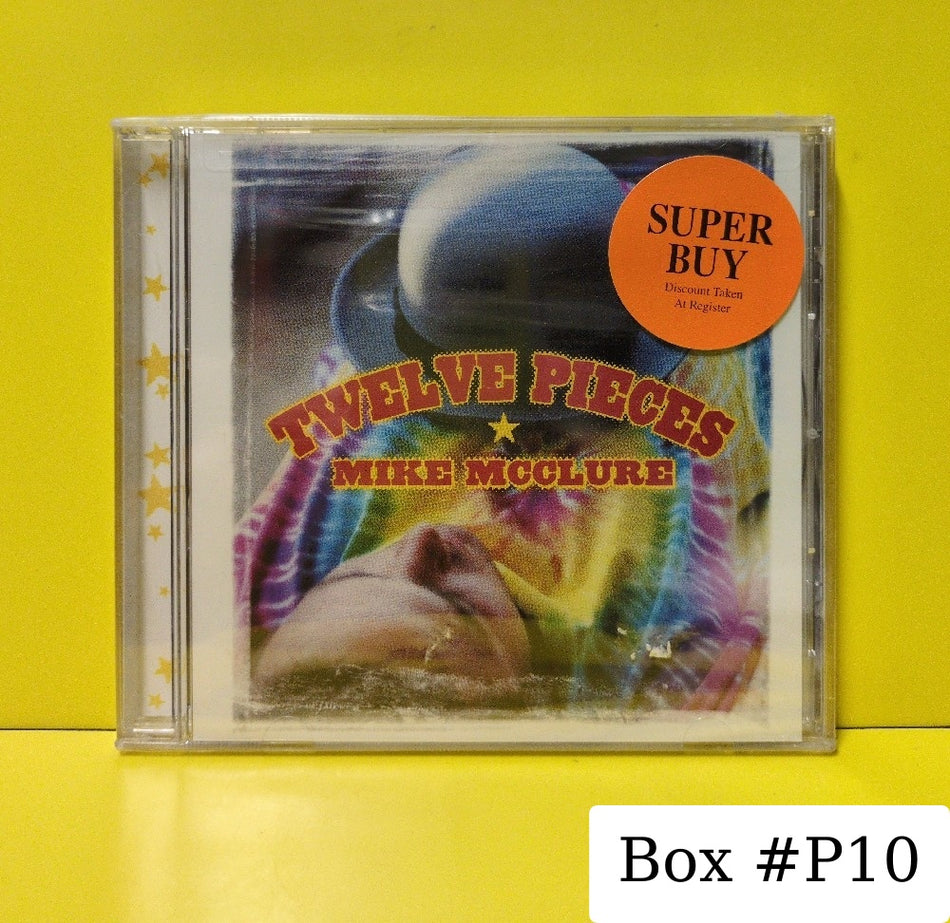 SUPER
BUY
Discount Taken
At Register
TWELVE PIECES
MIKE MCCLURE
Box #P10